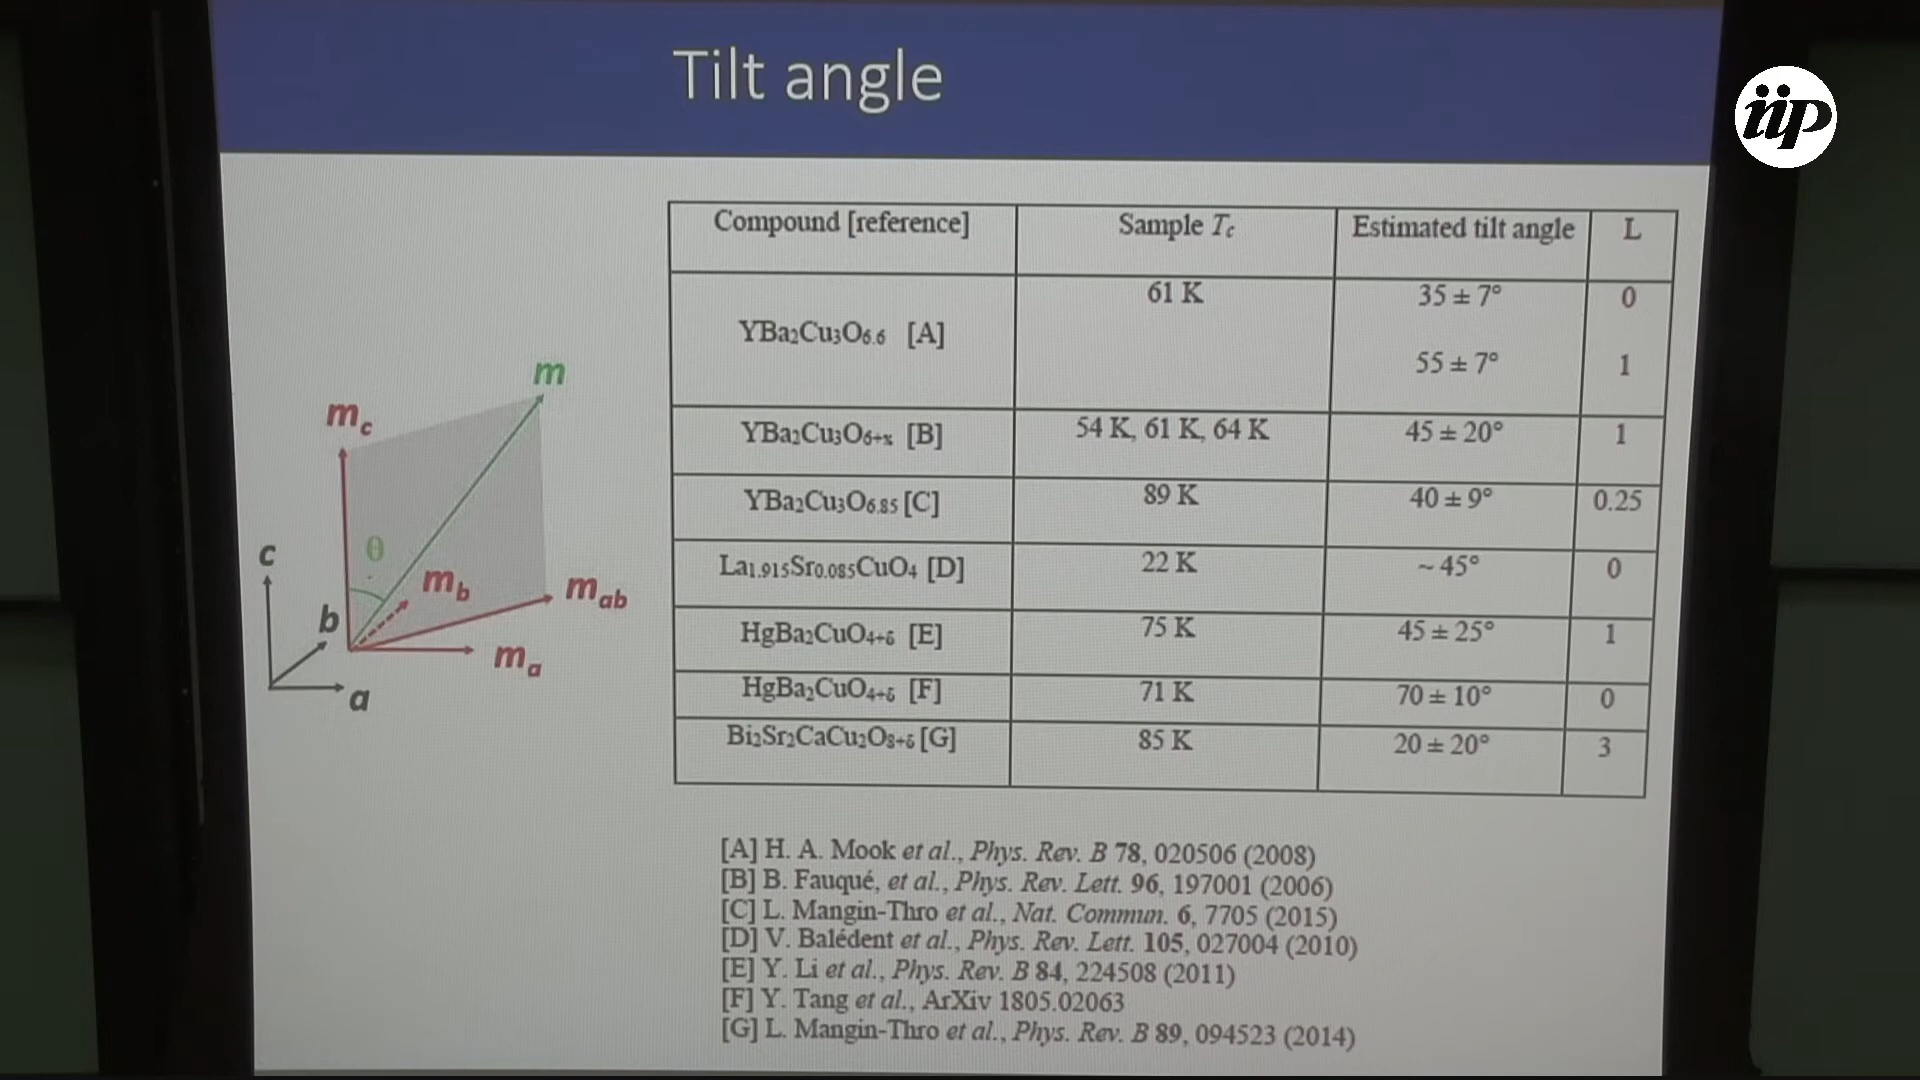 Tilt angle
iip
Compound [reference] Sample Tc Estimated tilt angle L
YBa₂Cu₃O₆.₆ [A] 61 K 35 ± 7° 0
55 ± 7° 1
YBa₂Cu₃O₆₊ₓ [B] 54 K, 61 K, 64 K 45 ± 20° 1
YBa₂Cu₃O₆.₈₅ [C] 89 K 40 ± 9° 0.25
La₁.₉₁₅Sr₀.₀₈₅CuO₄ [D] 22 K ~ 45° 0
HgBa₂CuO₄₊δ [E] 75 K 45 ± 25° 1
HgBa₂CuO₄₊δ [F] 71 K 70 ± 10° 0
Bi₂Sr₂CaCu₂O₈₊δ [G] 85 K 20 ± 20° 3
m
mc
θ
mb
mab
ma
c
b
a
[A] H. A. Mook et al., Phys. Rev. B 78, 020506 (2008)
[B] B. Fauqué, et al., Phys. Rev. Lett. 96, 197001 (2006)
[C] L. Mangin-Thro et al., Nat. Commun. 6, 7705 (2015)
[D] V. Balédent et al., Phys. Rev. Lett. 105, 027004 (2010)
[E] Y. Li et al., Phys. Rev. B 84, 224508 (2011)
[F] Y. Tang et al., ArXiv 1805.02063
[G] L. Mangin-Thro et al., Phys. Rev. B 89, 094523 (2014)